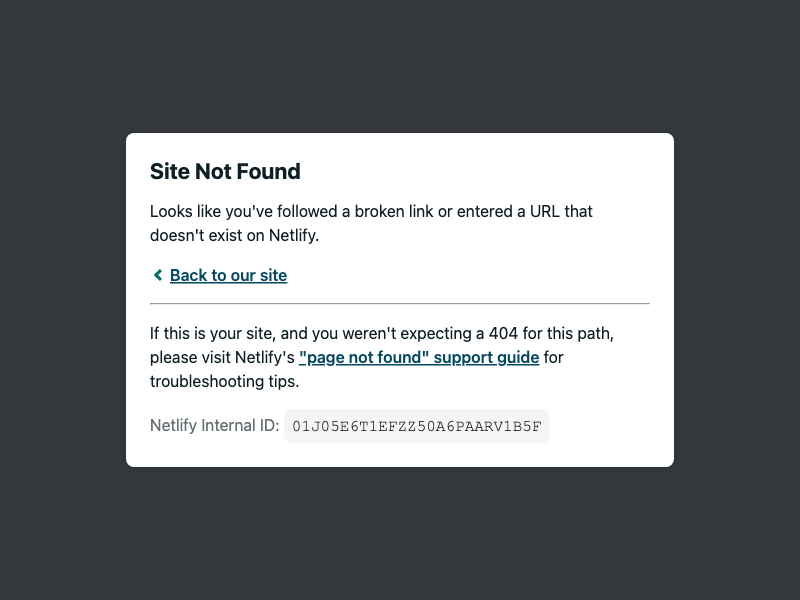 Site Not Found
Looks like you've followed a broken link or entered a URL that
doesn't exist on Netlify.
Back to our site
If this is your site, and you weren't expecting a 404 for this path,
please visit Netlify's "page not found" support guide for
troubleshooting tips.
Netlify Internal ID: 01J05E6T1EFZZ50A6PAARV1B5F